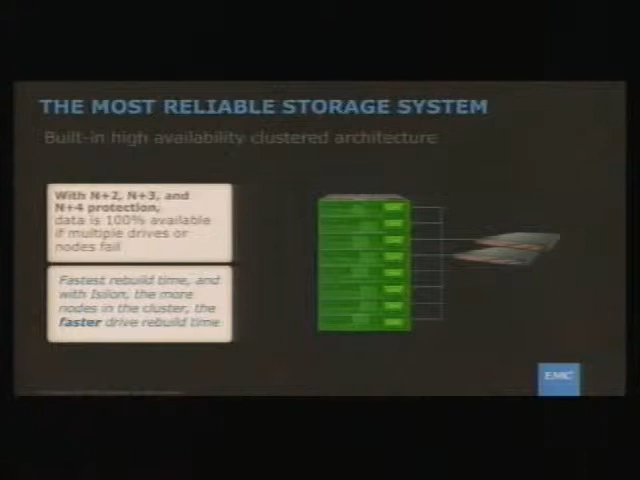 THE MOST RELIABLE STORAGE SYSTEM
Built-in high availability clustered architecture
With N+2, N+3, and
N+4 protection,
data is 100% available
if multiple drives or
nodes fail
Fastest rebuild time, and
with Isilon, the more
nodes in the cluster, the
faster drive rebuild time
EMC²